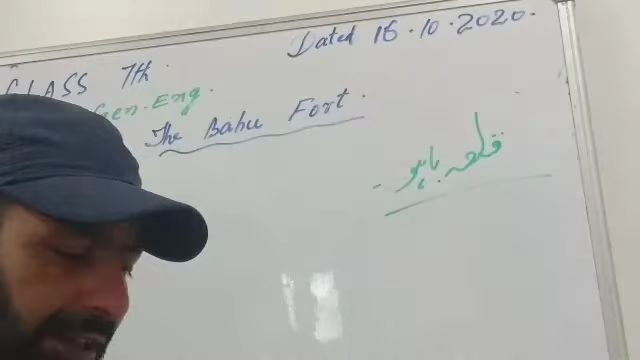 Dated 16.10.2020.
CLASS 7th.
Gen. Eng.
The Bahu Fort.
قلعہ باہو -